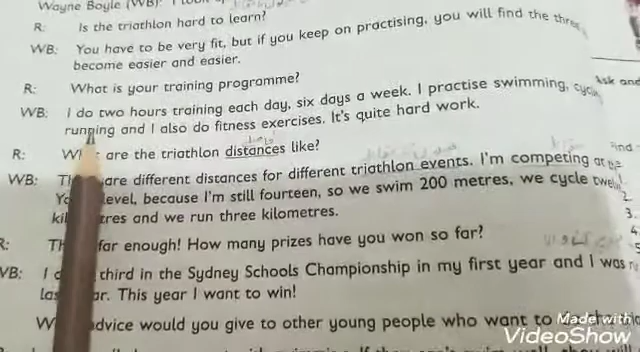 Wayne Boyle (WB):
R: Is the triathlon hard to learn?
WB: You have to be very fit, but if you keep on practising, you will find the three
become easier and easier.
R: What is your training programme?
WB: I do two hours training each day, six days a week. I practise swimming,
running and I also do fitness exercises. It's quite hard work.
R: are the triathlon distances like?
WB: are different distances for different triathlon events. I'm competing at the
level, because I'm still fourteen, so we swim 200 metres, we cycle
and we run three kilometres.
R: far enough! How many prizes have you won so far?
WB: I third in the Sydney Schools Championship in my first year and I was
This year I want to win!
advice would you give to other young people who want to
Ask and
2.
3.
4.
5
Made with
VideoShow